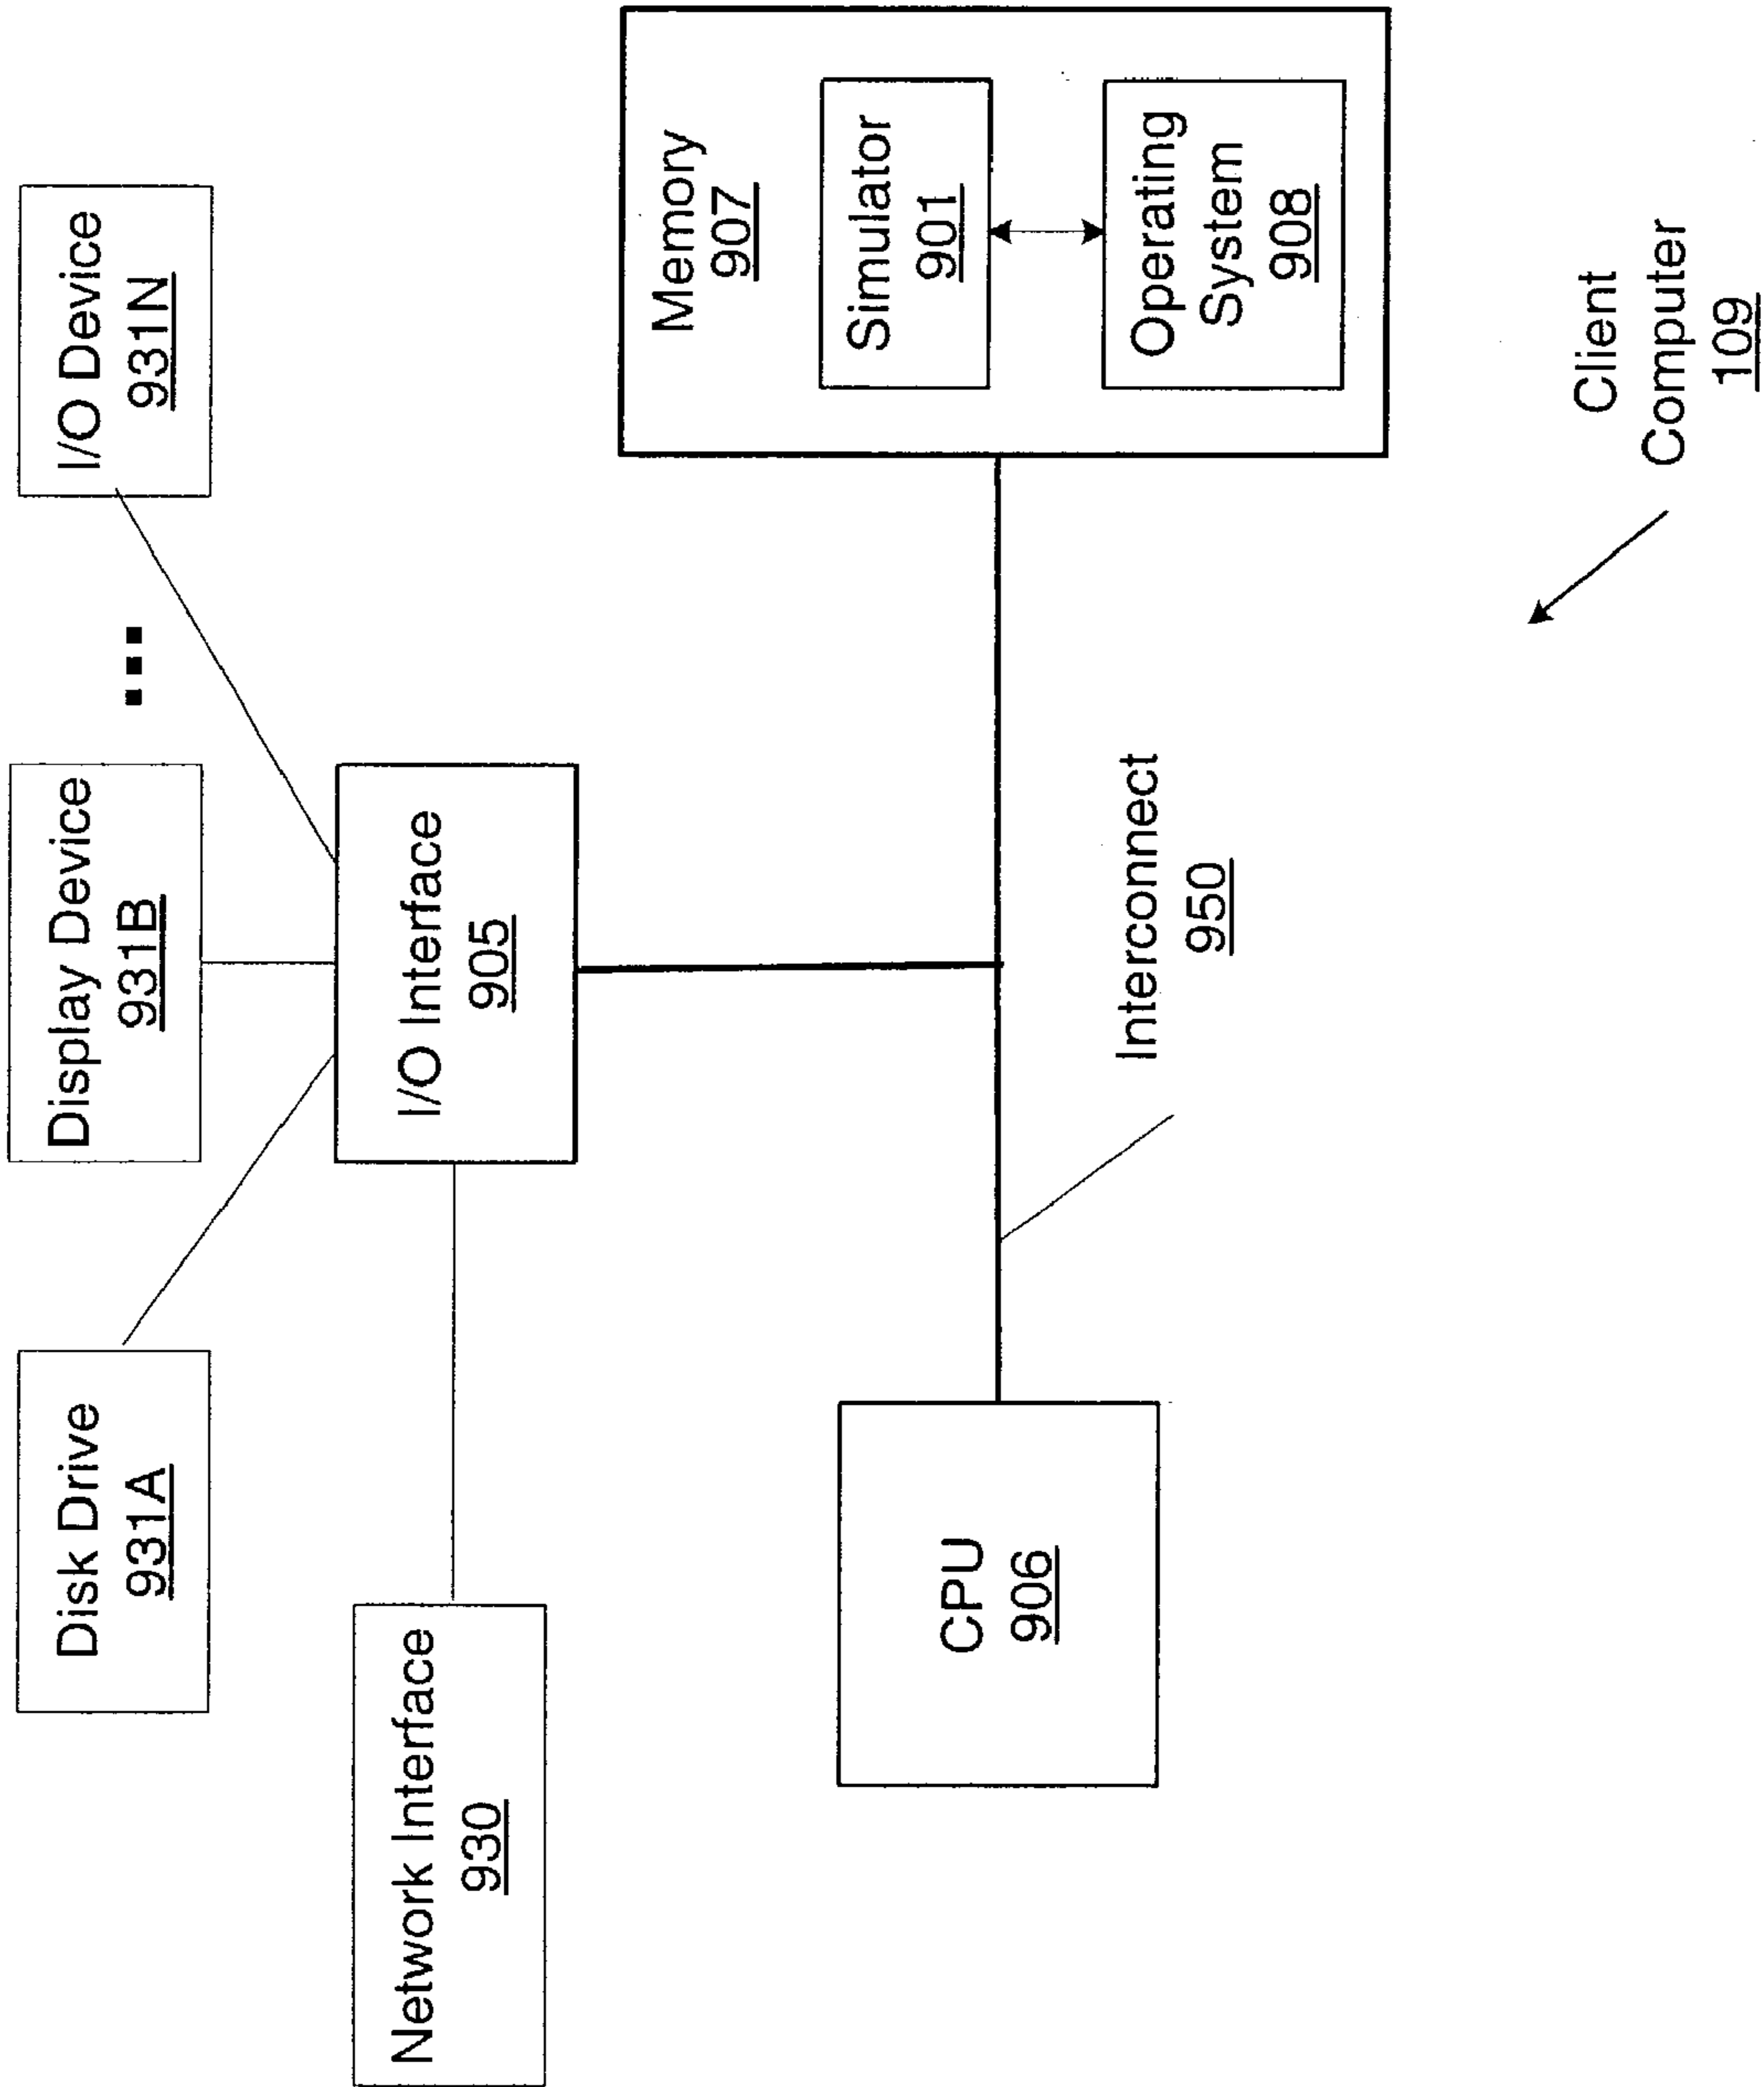 Disk Drive
931A
Display Device
931B
...
I/O Device
931N
Network Interface
930
I/O Interface
905
CPU
906
Interconnect
950
Memory
907
Simulator
901
Operating
System
908
Client
Computer
109